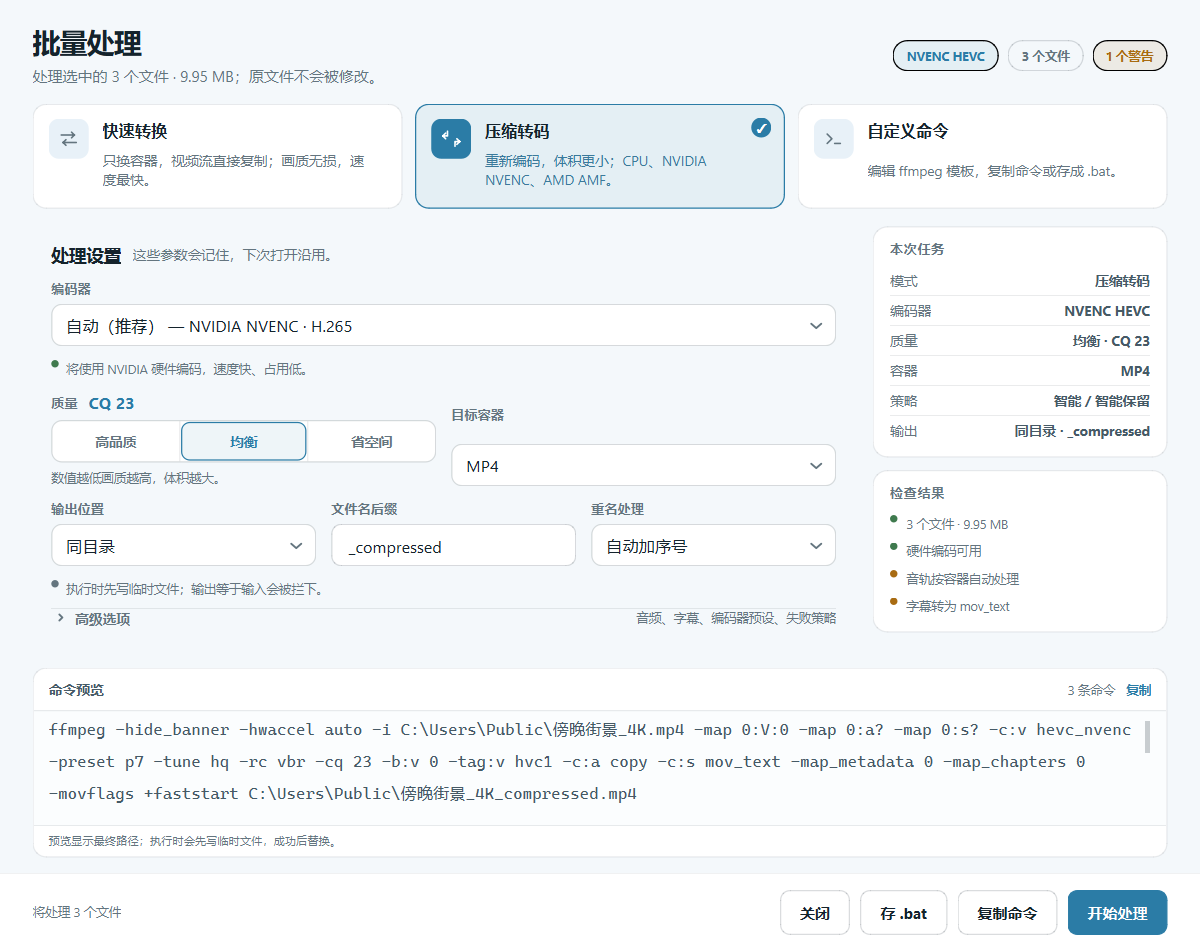 批量处理
处理选中的 3 个文件 · 9.95 MB；原文件不会被修改。
NVENC HEVC
3 个文件
1 个警告
快速转换
只换容器，视频流直接复制；画质无损，速
度最快。
压缩转码
重新编码，体积更小；CPU、NVIDIA
NVENC、AMD AMF。
自定义命令
编辑 ffmpeg 模板，复制命令或存成 .bat。
处理设置 这些参数会记住，下次打开沿用。
编码器
自动（推荐） — NVIDIA NVENC · H.265
将使用 NVIDIA 硬件编码，速度快、占用低。
质量 CQ 23
高品质
均衡
省空间
数值越低画质越高，体积越大。
目标容器
MP4
输出位置
同目录
文件名后缀
_compressed
重名处理
自动加序号
执行时先写临时文件；输出等于输入会被拦下。
高级选项
音频、字幕、编码器预设、失败策略
本次任务
模式 压缩转码
编码器 NVENC HEVC
质量 均衡 · CQ 23
容器 MP4
策略 智能 / 智能保留
输出 同目录 · _compressed
检查结果
3 个文件 · 9.95 MB
硬件编码可用
音轨按容器自动处理
字幕转为 mov_text
命令预览
3 条命令 复制
ffmpeg -hide_banner -hwaccel auto -i C:\Users\Public\傍晚街景_4K.mp4 -map 0:V:0 -map 0:a? -map 0:s? -c:v hevc_nvenc
-preset p7 -tune hq -rc vbr -cq 23 -b:v 0 -tag:v hvc1 -c:a copy -c:s mov_text -map_metadata 0 -map_chapters 0
-movflags +faststart C:\Users\Public\傍晚街景_4K_compressed.mp4
预览显示最终路径；执行时会先写临时文件，成功后替换。
将处理 3 个文件
关闭
存 .bat
复制命令
开始处理